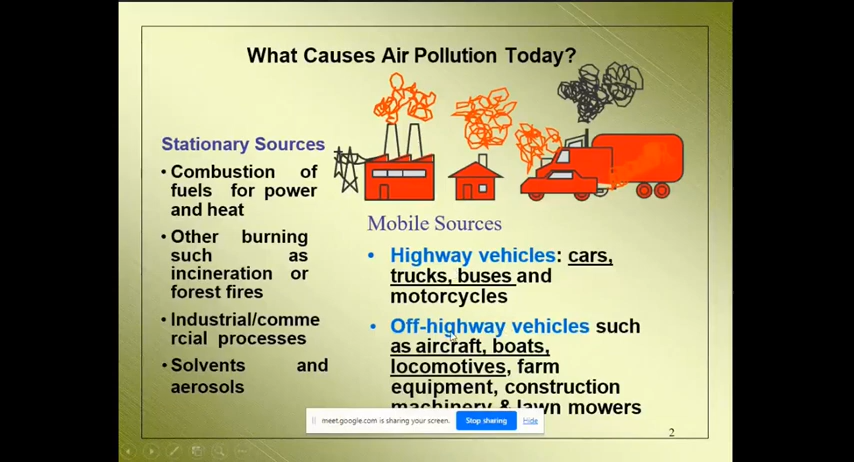 What Causes Air Pollution Today?
Stationary Sources
• Combustion of
fuels for power
and heat
• Other burning
such as
incineration or
forest fires
• Industrial/comme
rcial processes
• Solvents and
aerosols
Mobile Sources
• Highway vehicles: cars,
trucks, buses and
motorcycles
• Off-highway vehicles such
as aircraft, boats,
locomotives, farm
equipment, construction
machinery & lawn mowers
meet.google.com is sharing your screen.
Stop sharing
Hide
2